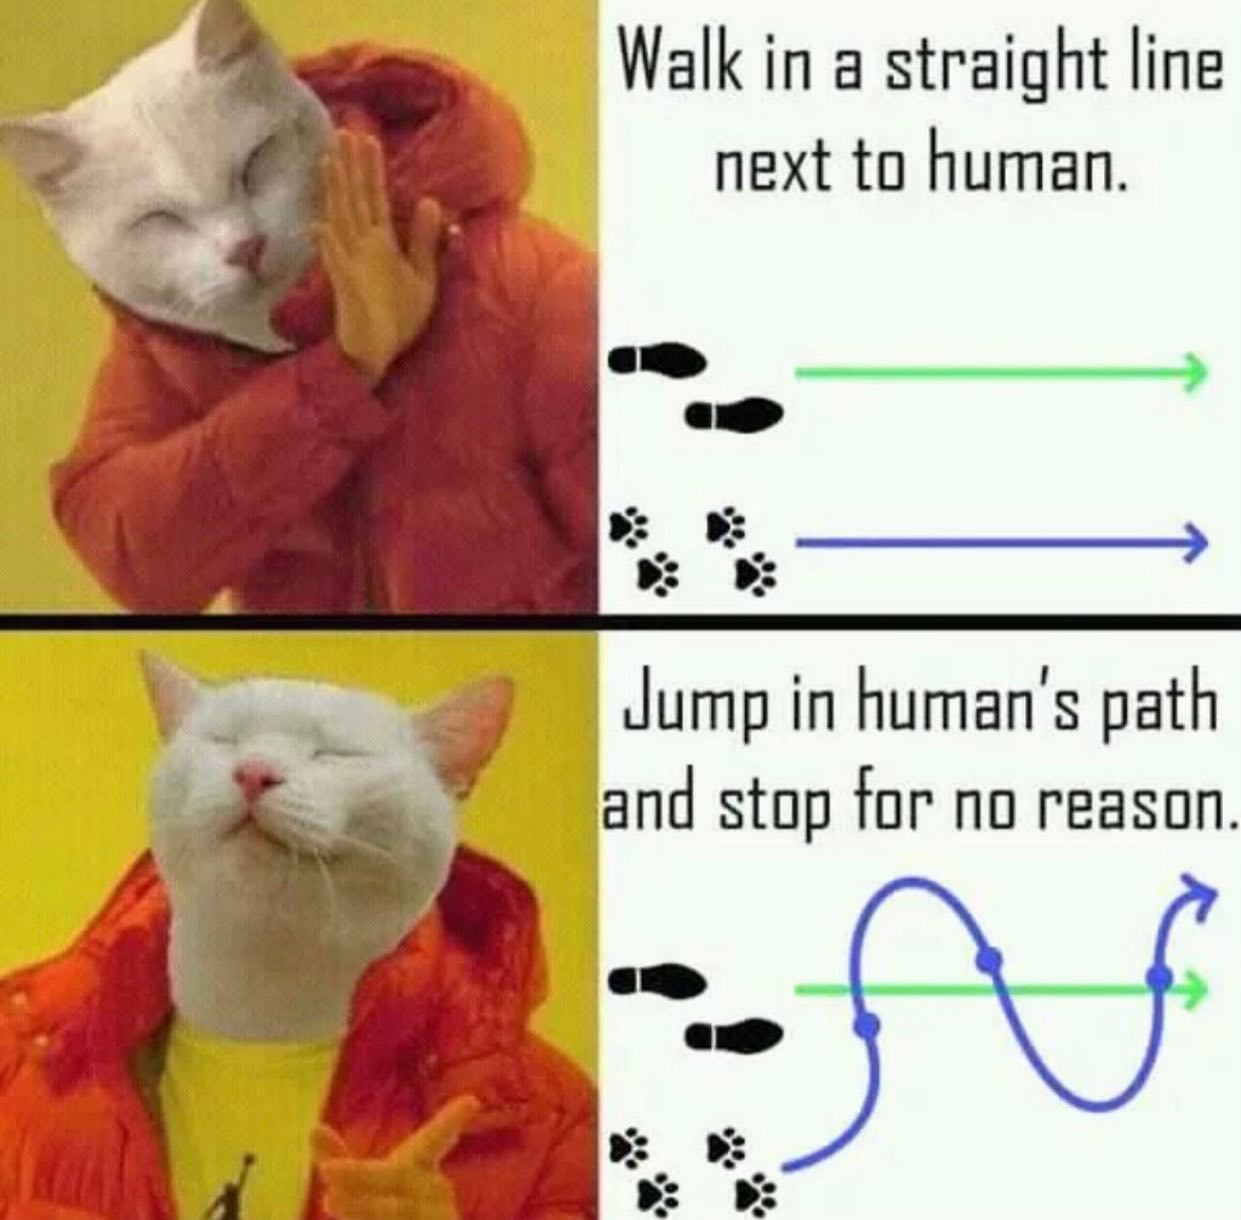 Walk in a straight line
next to human.
Jump in human's path
and stop for no reason.